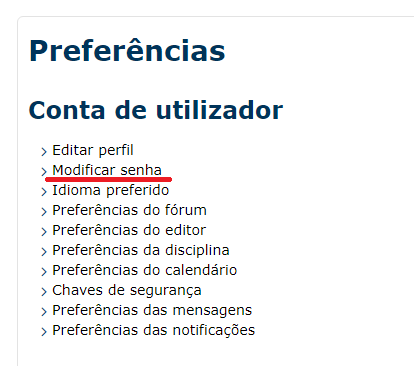 Preferências
Conta de utilizador
Editar perfil
Modificar senha
Idioma preferido
Preferências do fórum
Preferências do editor
Preferências da disciplina
Preferências do calendário
Chaves de segurança
Preferências das mensagens
Preferências das notificações